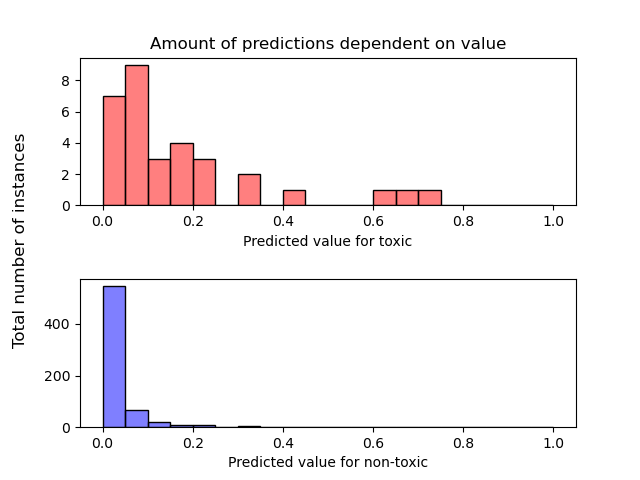 Amount of predictions dependent on value
8
6
4
2
0
0.0 0.2 0.4 0.6 0.8 1.0
Predicted value for toxic
Total number of instances
400
200
0
0.0 0.2 0.4 0.6 0.8 1.0
Predicted value for non-toxic